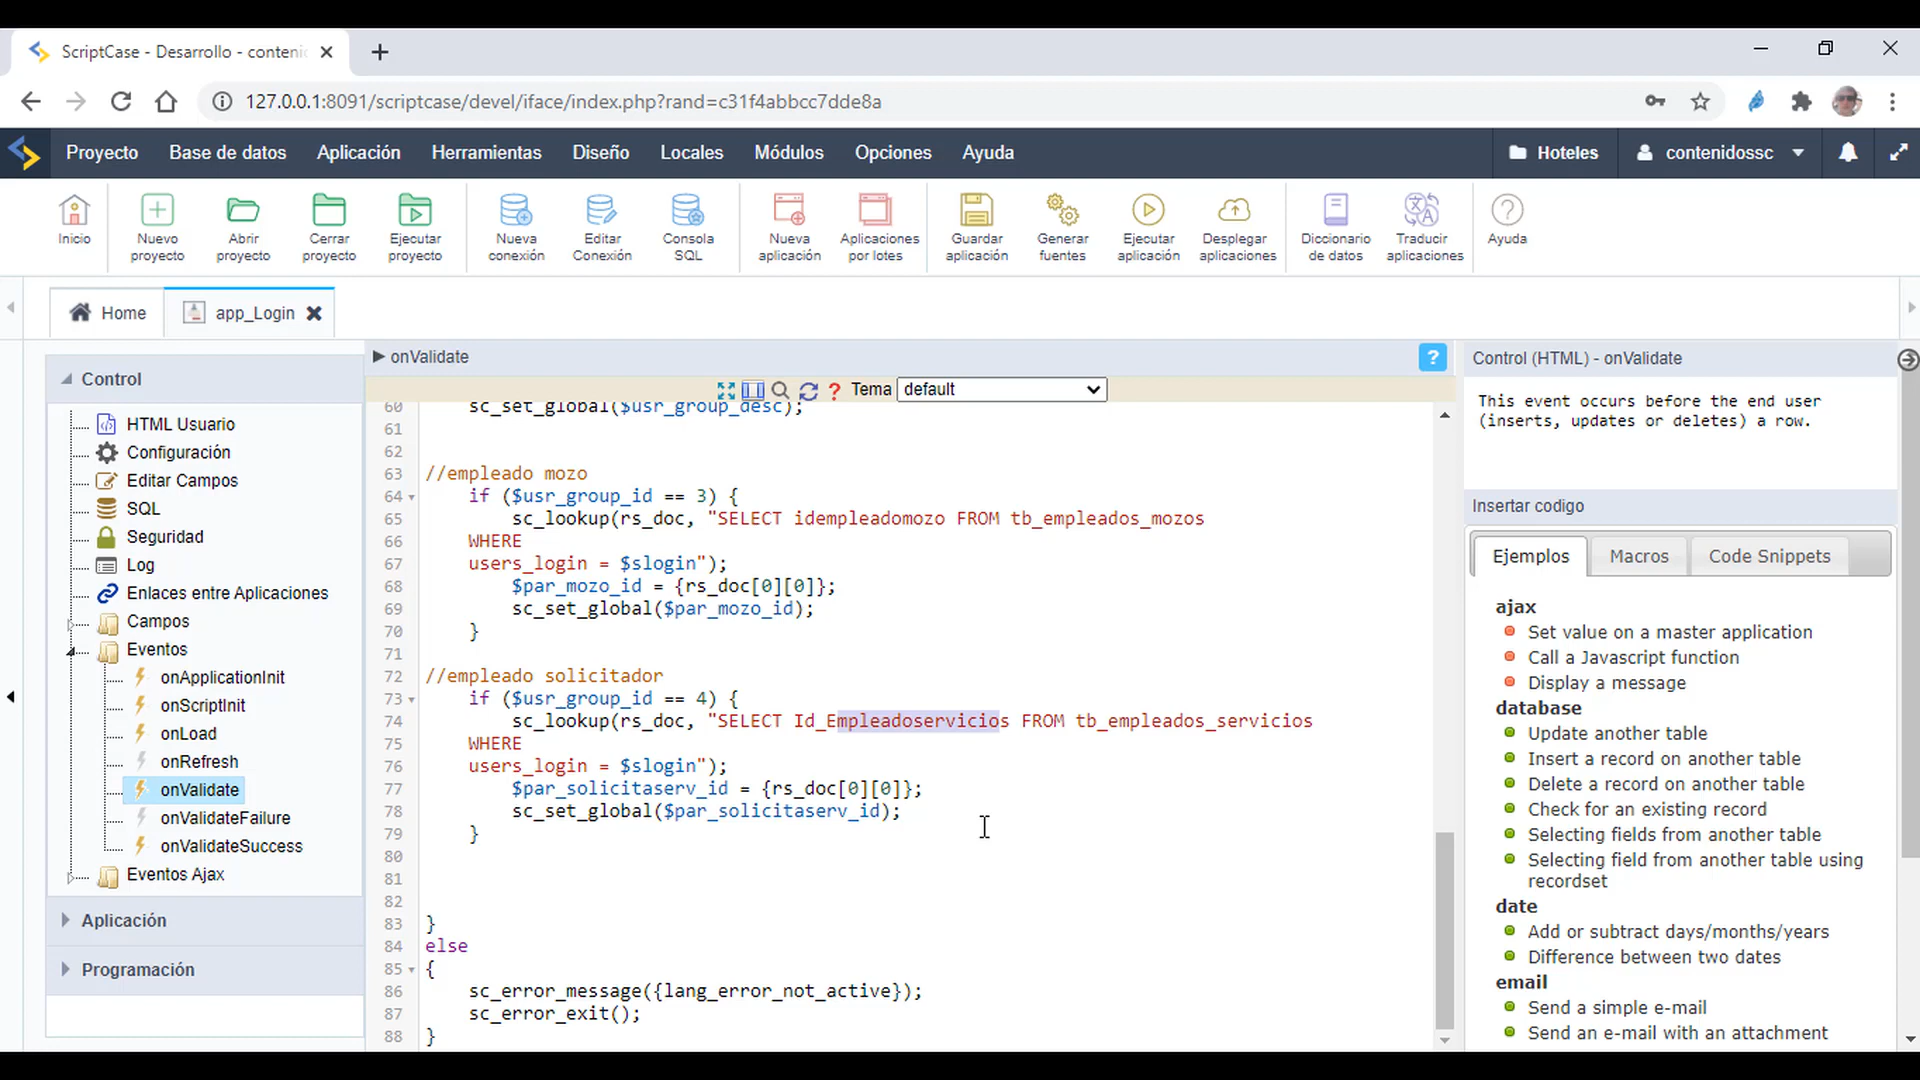 ScriptCase - Desarrollo - conteni
127.0.0.1:8091/scriptcase/devel/iface/index.php?rand=c31f4abbcc7dde8a
Proyecto Base de datos Aplicación Herramientas Diseño Locales Módulos Opciones Ayuda Hoteles contenidossc
Inicio
Nuevo proyecto
Abrir proyecto
Cerrar proyecto
Ejecutar proyecto
Nueva conexión
Editar Conexión
Consola SQL
Nueva aplicación
Aplicaciones por lotes
Guardar aplicación
Generar fuentes
Ejecutar aplicación
Desplegar aplicaciones
Diccionario de datos
Traducir aplicaciones
Ayuda
Home
app_Login
Control
HTML Usuario
Configuración
Editar Campos
SQL
Seguridad
Log
Enlaces entre Aplicaciones
Campos
Eventos
onApplicationInit
onScriptInit
onLoad
onRefresh
onValidate
onValidateFailure
onValidateSuccess
Eventos Ajax
Aplicación
Programación
onValidate
?
? Tema default
60 sc_set_global($usr_group_desc);
61
62
63 //empleado mozo
64 if ($usr_group_id == 3) {
65 sc_lookup(rs_doc, "SELECT idempleadomozo FROM tb_empleados_mozos
66 WHERE
67 users_login = $slogin");
68 $par_mozo_id = {rs_doc[0][0]};
69 sc_set_global($par_mozo_id);
70 }
71
72 //empleado solicitador
73 if ($usr_group_id == 4) {
74 sc_lookup(rs_doc, "SELECT Id_Empleadoservicios FROM tb_empleados_servicios
75 WHERE
76 users_login = $slogin");
77 $par_solicitaserv_id = {rs_doc[0][0]};
78 sc_set_global($par_solicitaserv_id);
79 }
80
81
82
83 }
84 else
85 {
86 sc_error_message({lang_error_not_active});
87 sc_error_exit();
88 }
Control (HTML) - onValidate
This event occurs before the end user
(inserts, updates or deletes) a row.
Insertar codigo
Ejemplos Macros Code Snippets
ajax
Set value on a master application
Call a Javascript function
Display a message
database
Update another table
Insert a record on another table
Delete a record on another table
Check for an existing record
Selecting fields from another table
Selecting field from another table using
recordset
date
Add or subtract days/months/years
Difference between two dates
email
Send a simple e-mail
Send an e-mail with an attachment